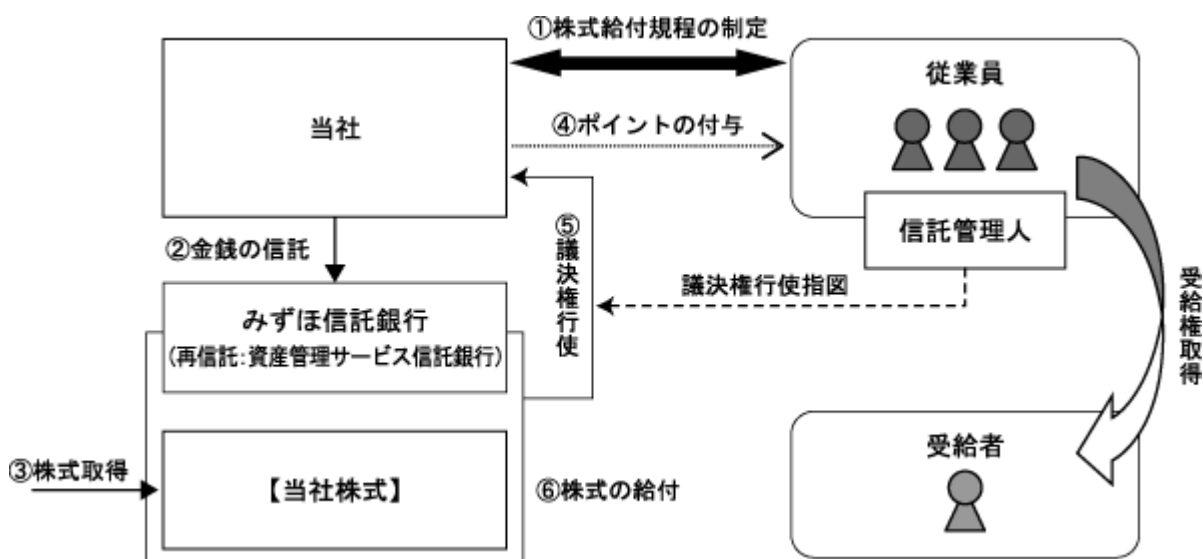 ①株式給付規程の制定
当社
従業員
④ポイントの付与
信託管理人
②金銭の信託
⑤議決権行使
議決権行使指図
受給権取得
みずほ信託銀行
(再信託:資産管理サービス信託銀行)
③株式取得
【当社株式】
⑥株式の給付
受給者